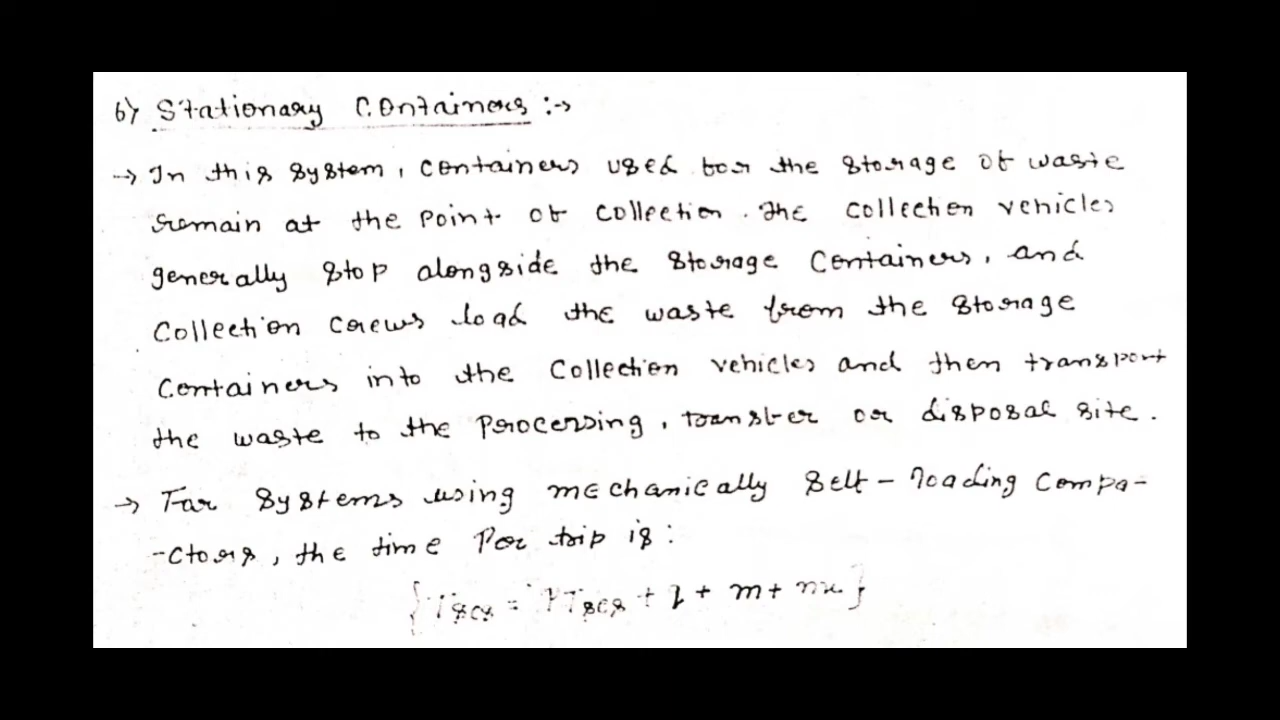 b) Stationary Containers :→
→ In this system, containers used for the storage of waste
remain at the point of collection. The collection vehicles
generally stop alongside the storage containers, and
collection crews load the waste from the storage
containers into the collection vehicles and then transport
the waste to the processing, transfer or disposal site.
→ For systems using mechanically self-loading compa-
-ctors, the time per trip is:
{T_scs = PT_scs + q + m + nx}